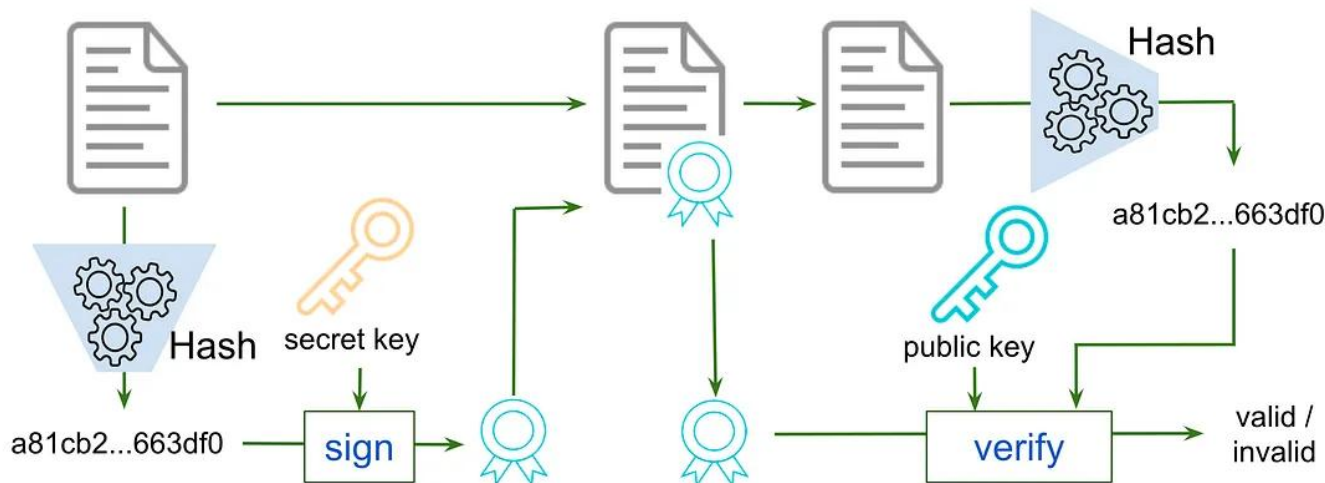 Hash
a81cb2...663df0
secret key
public key
Hash
a81cb2...663df0
sign
verify
valid /
invalid